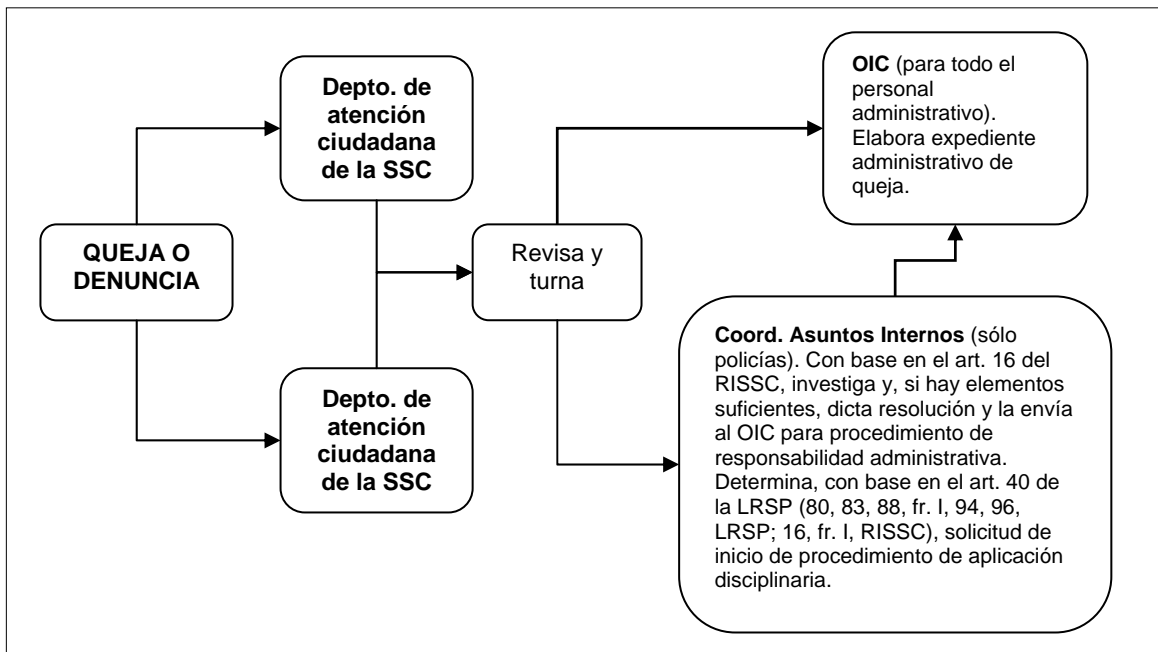 QUEJA O
DENUNCIA
Depto. de
atención
ciudadana
de la SSC
Depto. de
atención
ciudadana
de la SSC
Revisa y
turna
OIC (para todo el
personal
administrativo).
Elabora expediente
administrativo de
queja.
Coord. Asuntos Internos (sólo
policías). Con base en el art. 16 del
RISSC, investiga y, si hay elementos
suficientes, dicta resolución y la envía
al OIC para procedimiento de
responsabilidad administrativa.
Determina, con base en el art. 40 de
la LRSP (80, 83, 88, fr. I, 94, 96,
LRSP; 16, fr. I, RISSC), solicitud de
inicio de procedimiento de aplicación
disciplinaria.